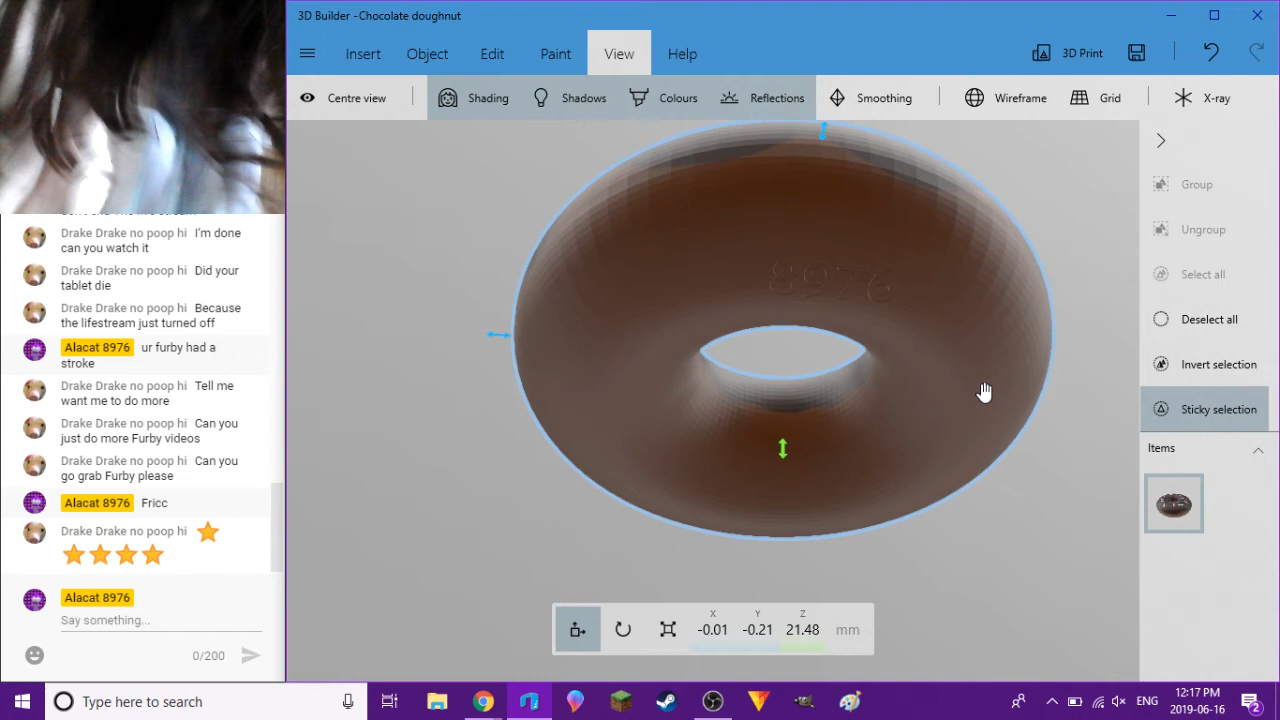 3D Builder -Chocolate doughnut
Insert Object Edit Paint View Help
3D Print
Centre view Shading Shadows Colours Reflections Smoothing Wireframe Grid X-ray
Drake Drake no poop hi I'm done
can you watch it
Drake Drake no poop hi Did your
tablet die
Drake Drake no poop hi Because
the lifestream just turned off
Alacat 8976 ur furby had a
stroke
Drake Drake no poop hi Tell me
want me to do more
Drake Drake no poop hi Can you
just do more Furby videos
Drake Drake no poop hi Can you
go grab Furby please
Alacat 8976 Fricc
Drake Drake no poop hi
Alacat 8976
Say something...
0/200
8976
Group
Ungroup
Select all
Deselect all
Invert selection
Sticky selection
Items
X Y Z
-0.01 -0.21 21.48 mm
Type here to search
ENG
12:17 PM
2019-06-16
2